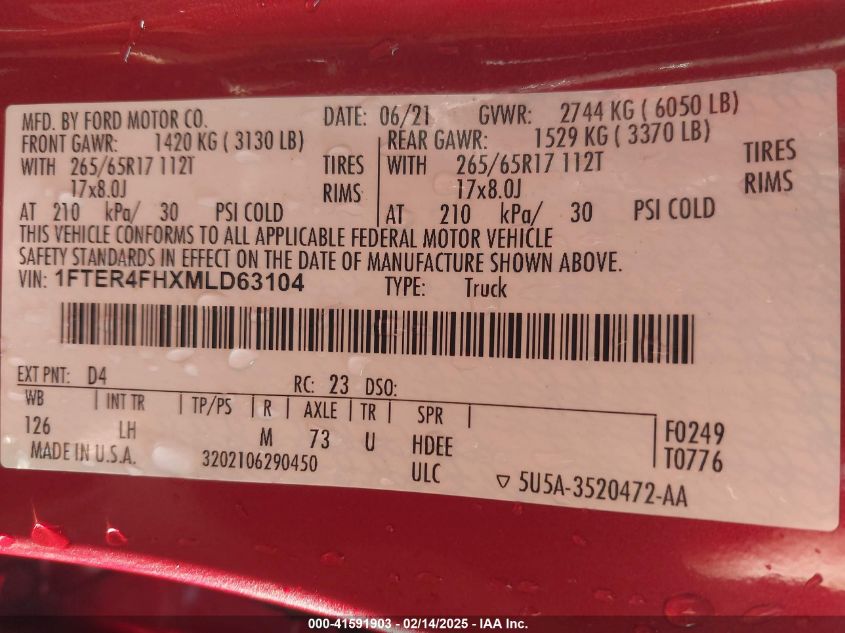 MFD. BY FORD MOTOR CO. DATE: 06/21 GVWR: 2744 KG ( 6050 LB)
FRONT GAWR: 1420 KG ( 3130 LB) REAR GAWR: 1529 KG ( 3370 LB)
WITH 265/65R17 112T TIRES WITH 265/65R17 112T TIRES
17x8.0J RIMS 17x8.0J RIMS
AT 210 kPa/ 30 PSI COLD AT 210 kPa/ 30 PSI COLD
THIS VEHICLE CONFORMS TO ALL APPLICABLE FEDERAL MOTOR VEHICLE
SAFETY STANDARDS IN EFFECT ON THE DATE OF MANUFACTURE SHOWN ABOVE.
VIN: 1FTER4FHXMLD63104 TYPE: Truck
EXT PNT: D4 RC: 23 DSO:
WB INT TR TP/PS R AXLE TR SPR
126 LH M 73 U HDEE F0249
MADE IN U.S.A. 3202106290450 ULC T0776
▽ 5U5A-3520472-AA
000-41591903 - 02/14/2025 - IAA Inc.